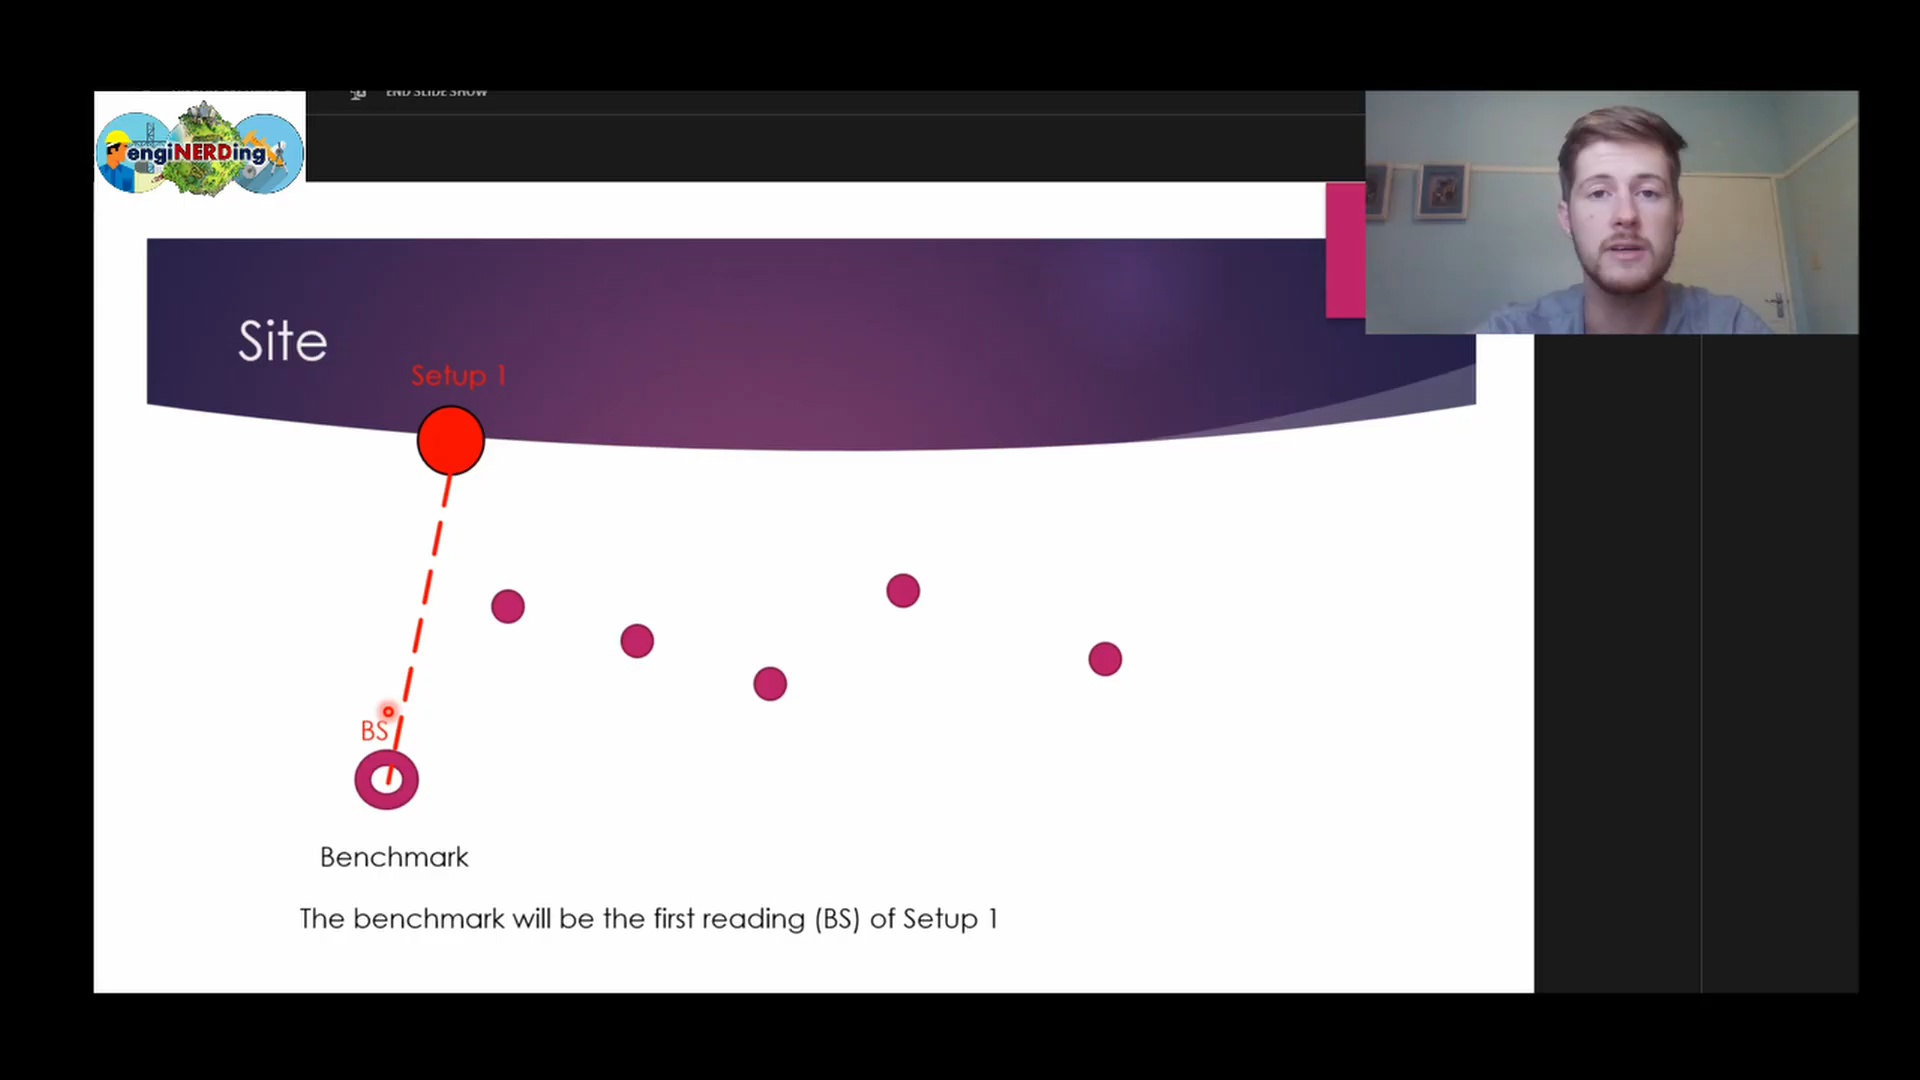 END SLIDE SHOW
engiNERDing
Site
Setup 1
BS
Benchmark
The benchmark will be the first reading (BS) of Setup 1